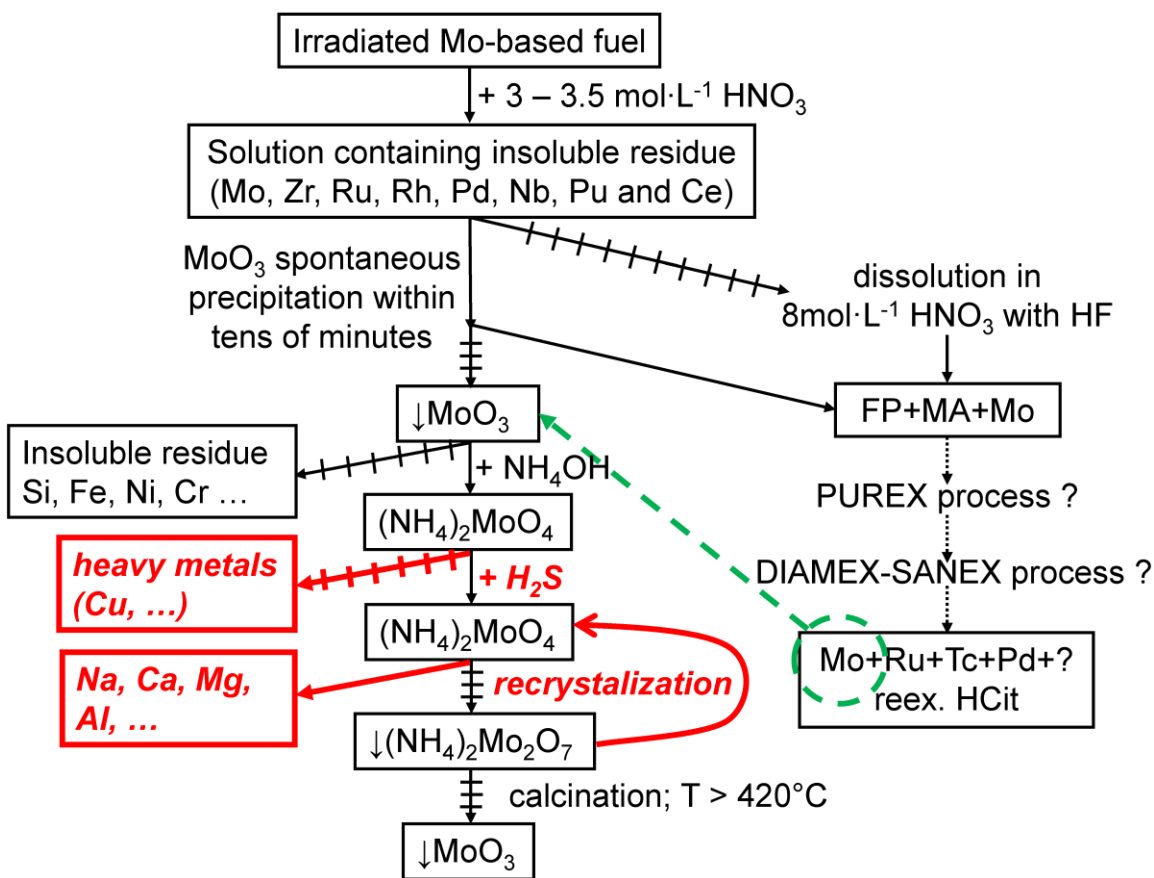 Irradiated Mo-based fuel
+ 3 – 3.5 mol·L⁻¹ HNO₃
Solution containing insoluble residue
(Mo, Zr, Ru, Rh, Pd, Nb, Pu and Ce)
MoO₃ spontaneous
precipitation within
tens of minutes
dissolution in
8mol·L⁻¹ HNO₃ with HF
↓MoO₃
FP+MA+Mo
Insoluble residue
Si, Fe, Ni, Cr ...
+ NH₄OH
(NH₄)₂MoO₄
PUREX process ?
heavy metals
(Cu, ...)
+ H₂S
DIAMEX-SANEX process ?
(NH₄)₂MoO₄
Na, Ca, Mg,
Al, ...
recrystalization
Mo+Ru+Tc+Pd+?
reex. HCit
↓(NH₄)₂Mo₂O₇
calcination; T > 420°C
↓MoO₃